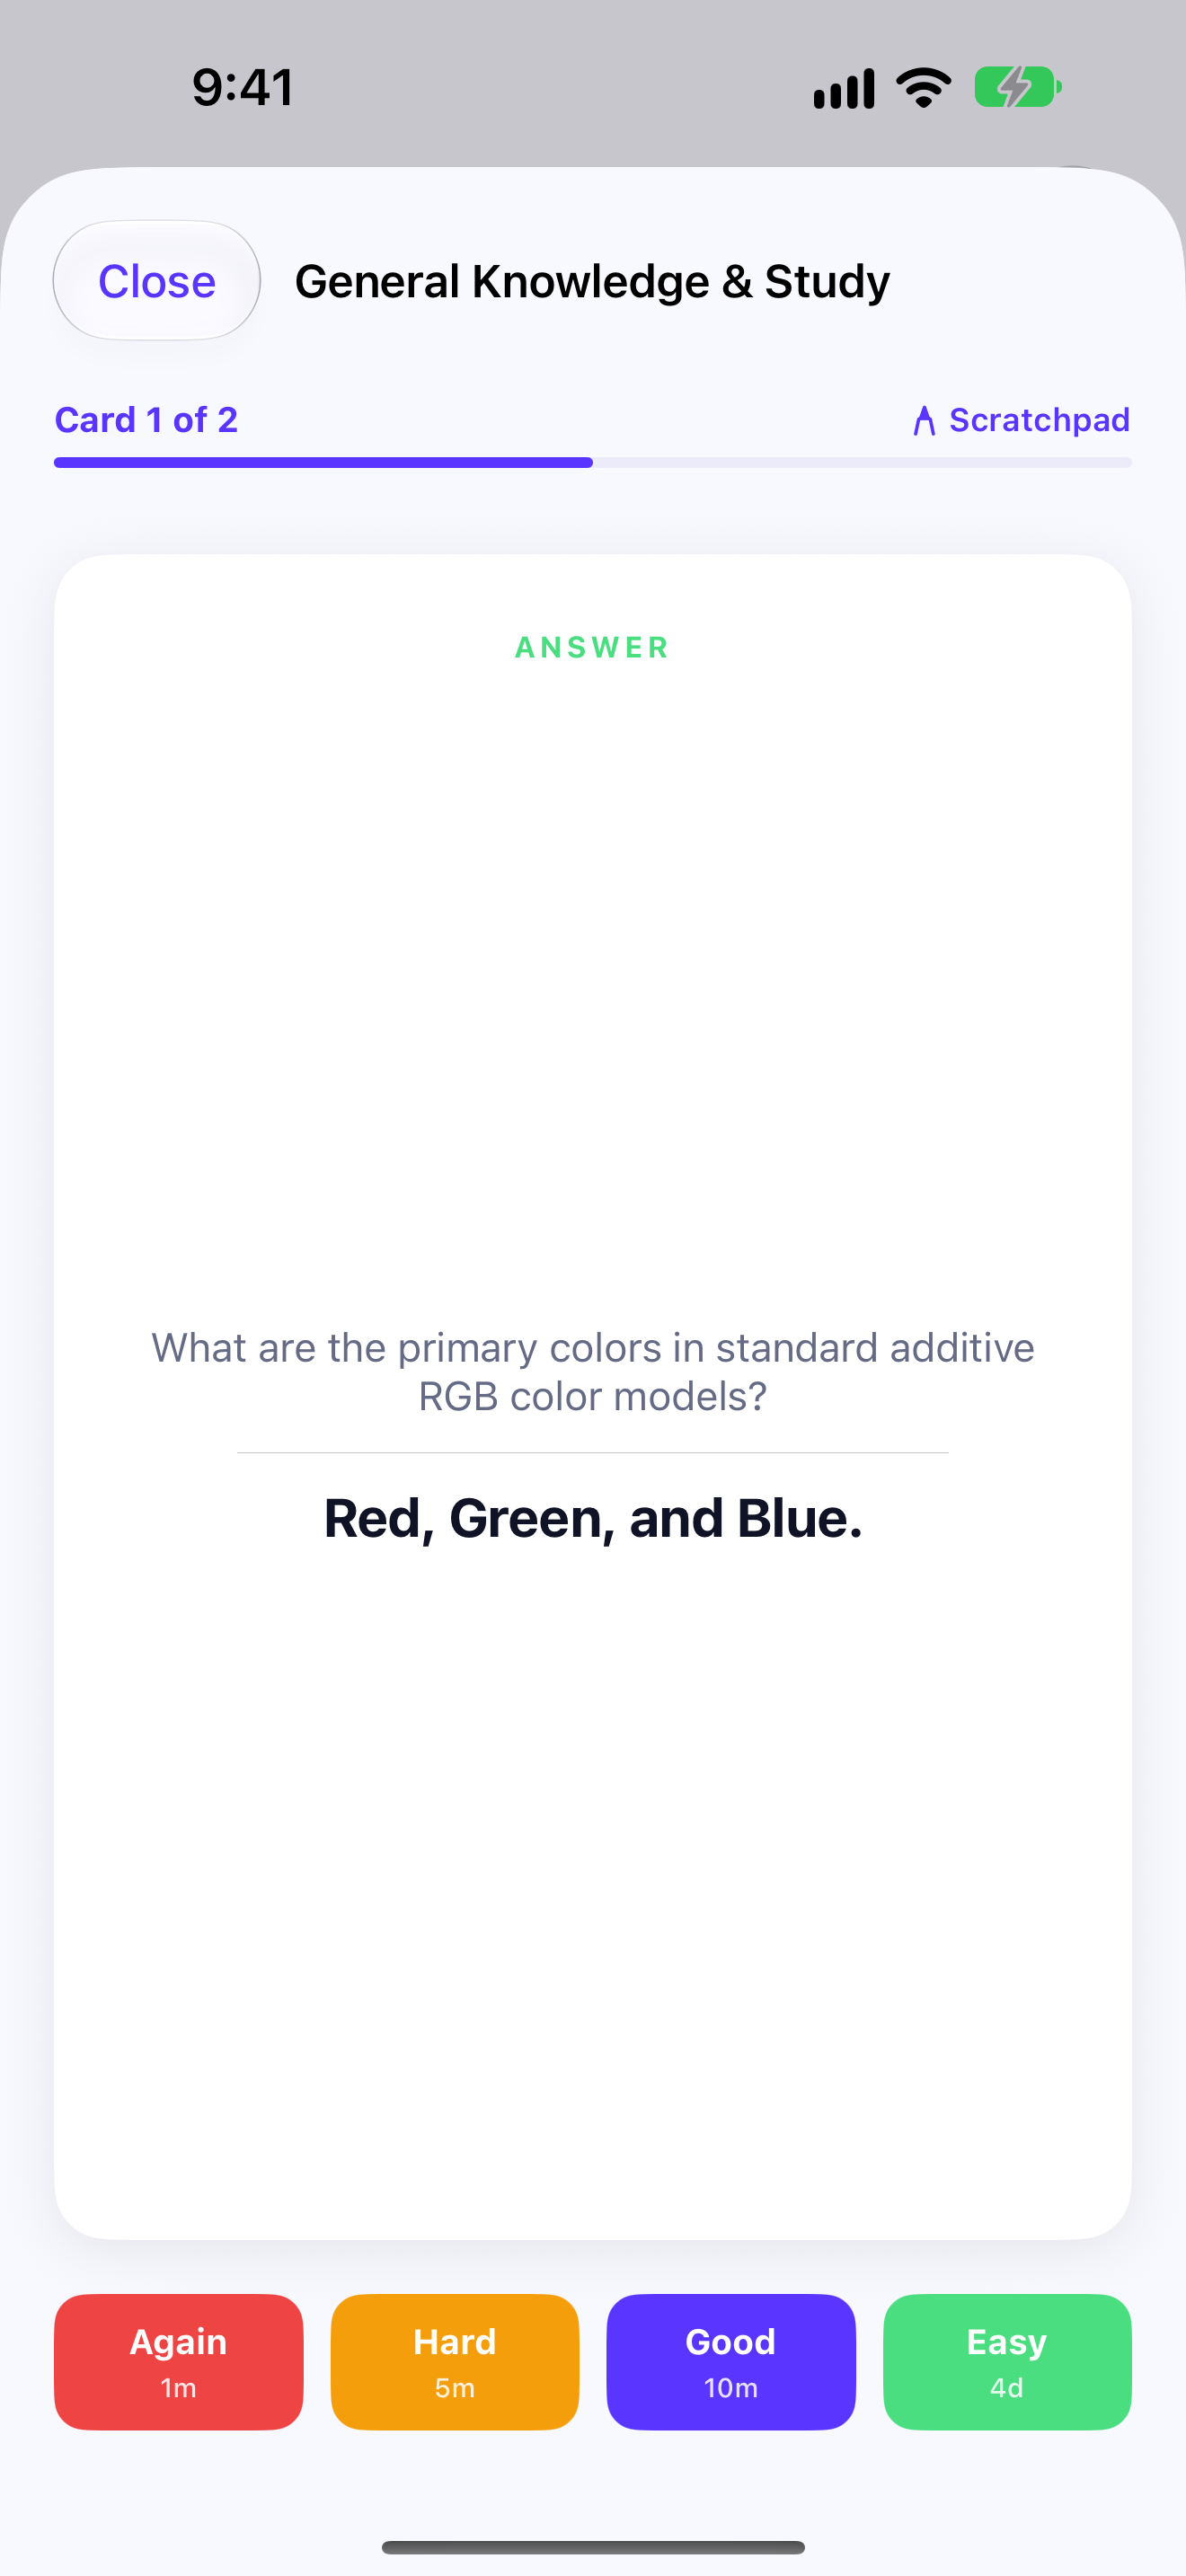 9:41
Close
General Knowledge & Study
Card 1 of 2
Scratchpad
ANSWER
What are the primary colors in standard additive
RGB color models?
Red, Green, and Blue.
Again
1m
Hard
5m
Good
10m
Easy
4d